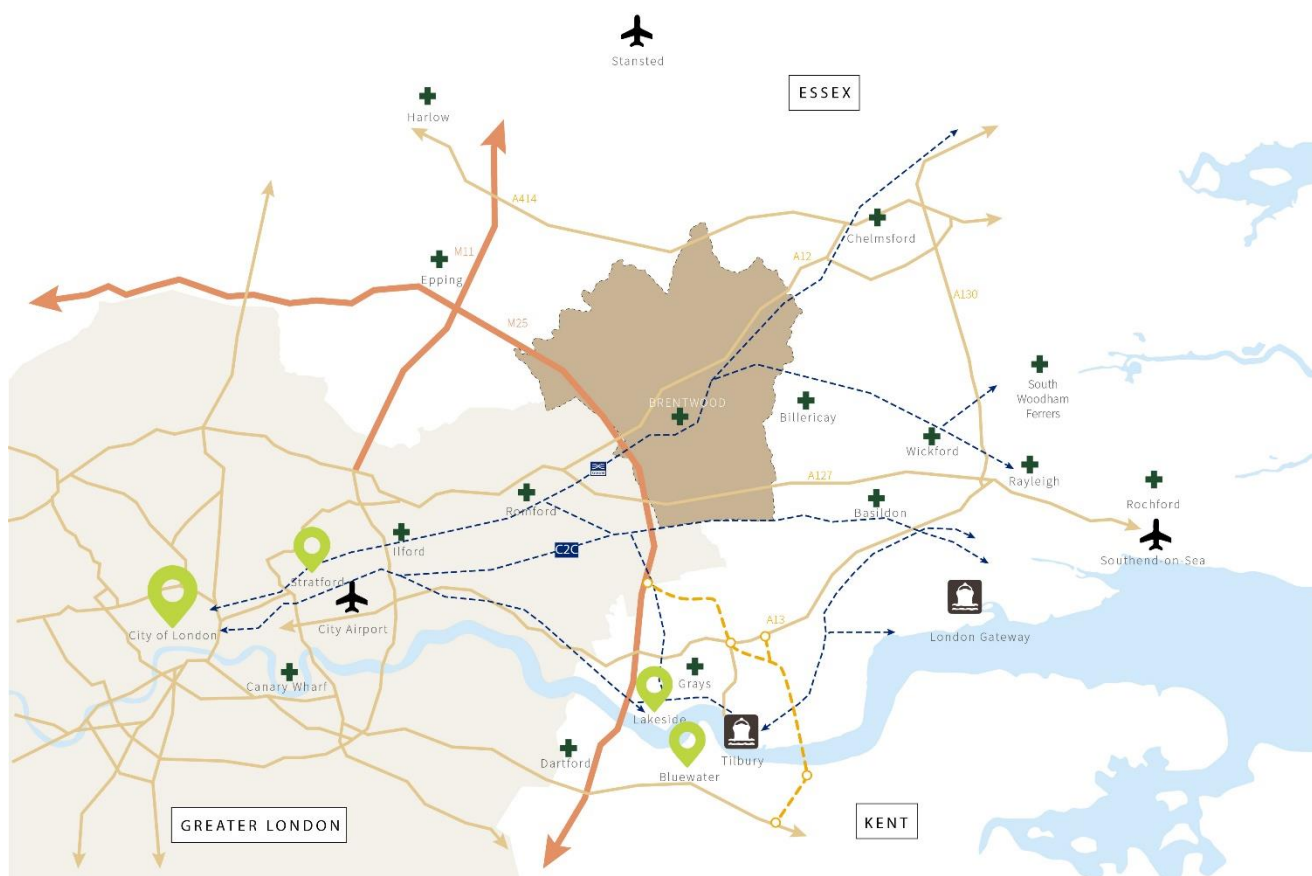 Stansted
ESSEX
Harlow
A414
Chelmsford
M11
A12
Epping
A130
M25
South
Woodham
Ferrers
BRENTWOOD
Billericay
Wickford
Rayleigh
A127
Rochford
Romford
Basildon
Ilford
C2C
Southend-on-Sea
Stratford
City of London
City Airport
A13
London Gateway
Canary Wharf
Grays
Lakeside
Dartford
Bluewater
Tilbury
GREATER LONDON
KENT